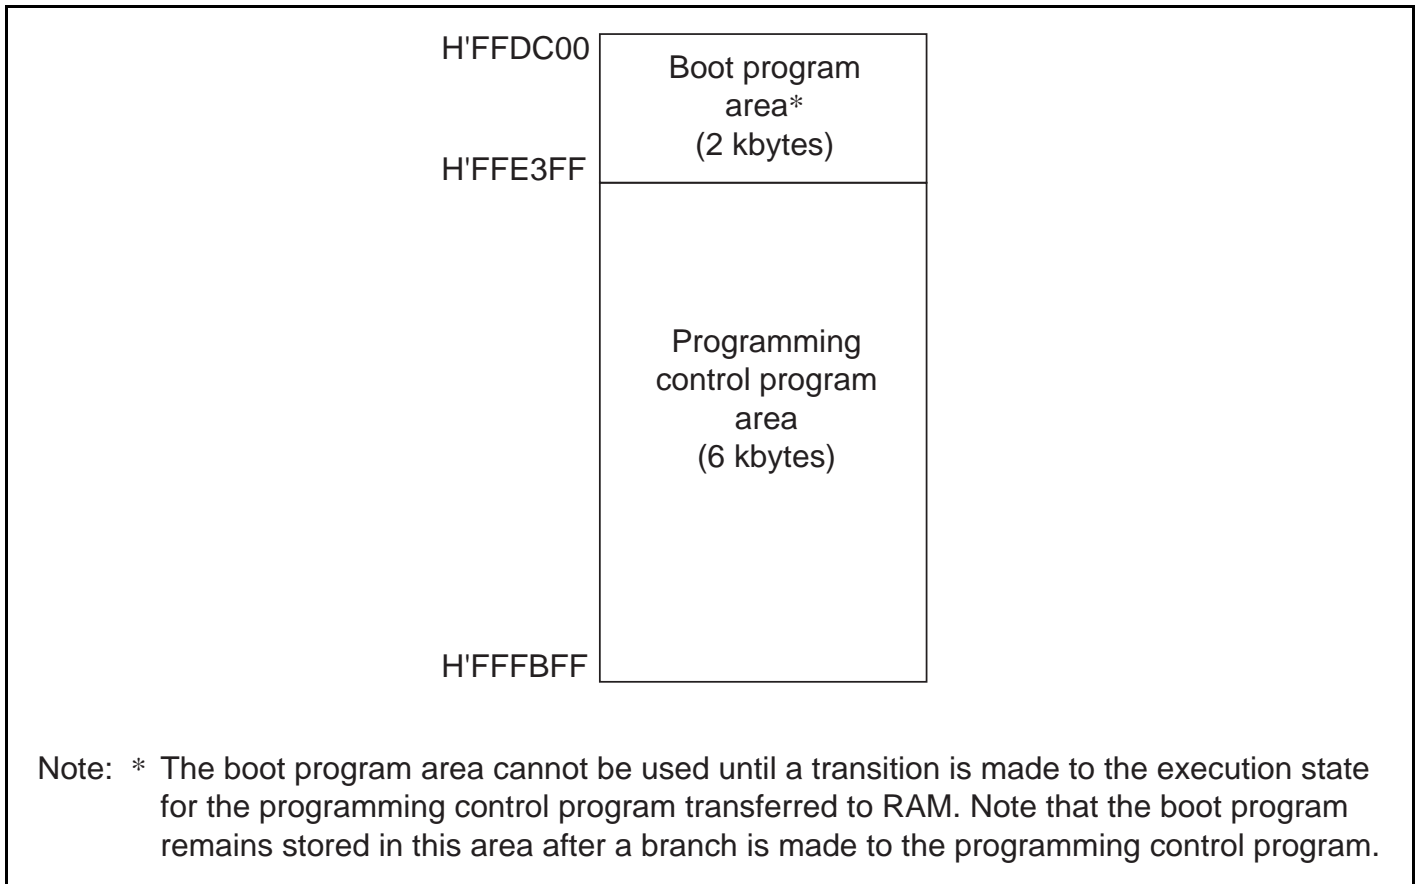 H'FFDC00
Boot program
area*
(2 kbytes)
H'FFE3FF
Programming
control program
area
(6 kbytes)
H'FFFBFF
Note: * The boot program area cannot be used until a transition is made to the execution state
for the programming control program transferred to RAM. Note that the boot program
remains stored in this area after a branch is made to the programming control program.